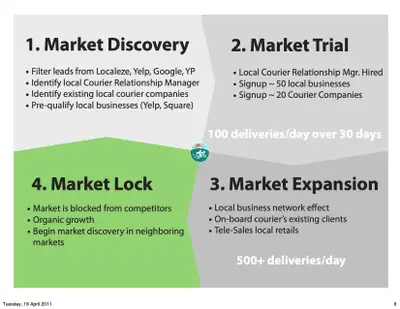 1. Market Discovery
• Filter leads from Localeze, Yelp, Google, YP
• Identify local Courier Relationship Manager
• Identify existing local courier companies
• Pre-qualify local businesses (Yelp, Square)
2. Market Trial
• Local Courier Relationship Mgr. Hired
• Signup ~ 50 local businesses
• Signup ~ 20 Courier Companies
100 deliveries/day over 30 days
4. Market Lock
• Market is blocked from competitors
• Organic growth
• Begin market discovery in neighboring
markets
3. Market Expansion
• Local business network effect
• On-board courier's existing clients
• Tele-Sales local retails
500+ deliveries/day
Tuesday, 19 April 2011